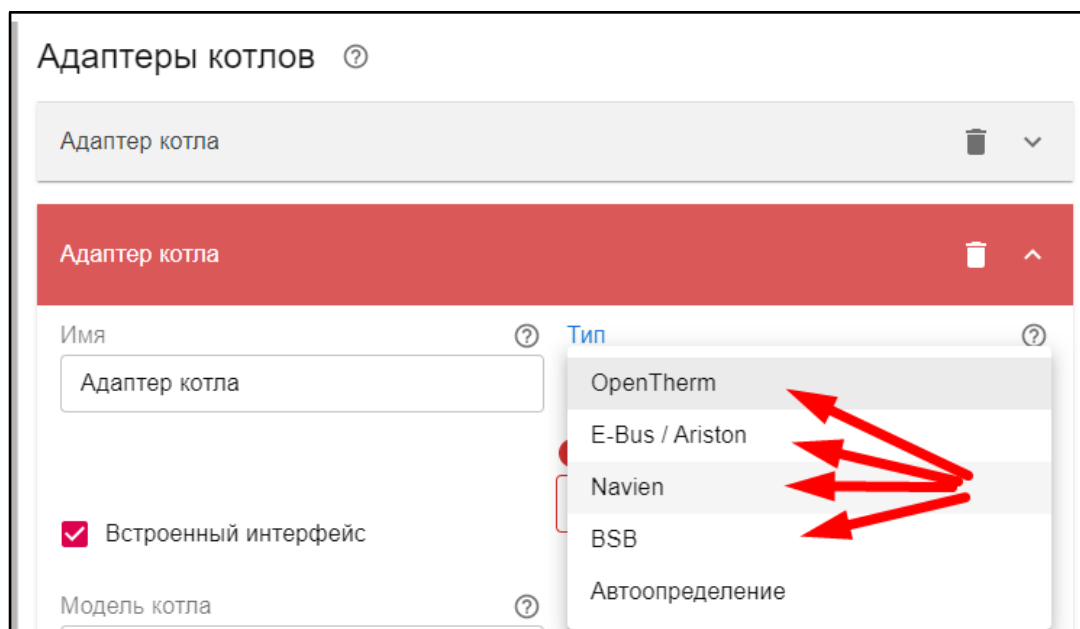 Адаптеры котлов
Адаптер котла
Адаптер котла
Имя
Тип
Адаптер котла
OpenTherm
E-Bus / Ariston
Navien
BSB
Автоопределение
Встроенный интерфейс
Модель котла